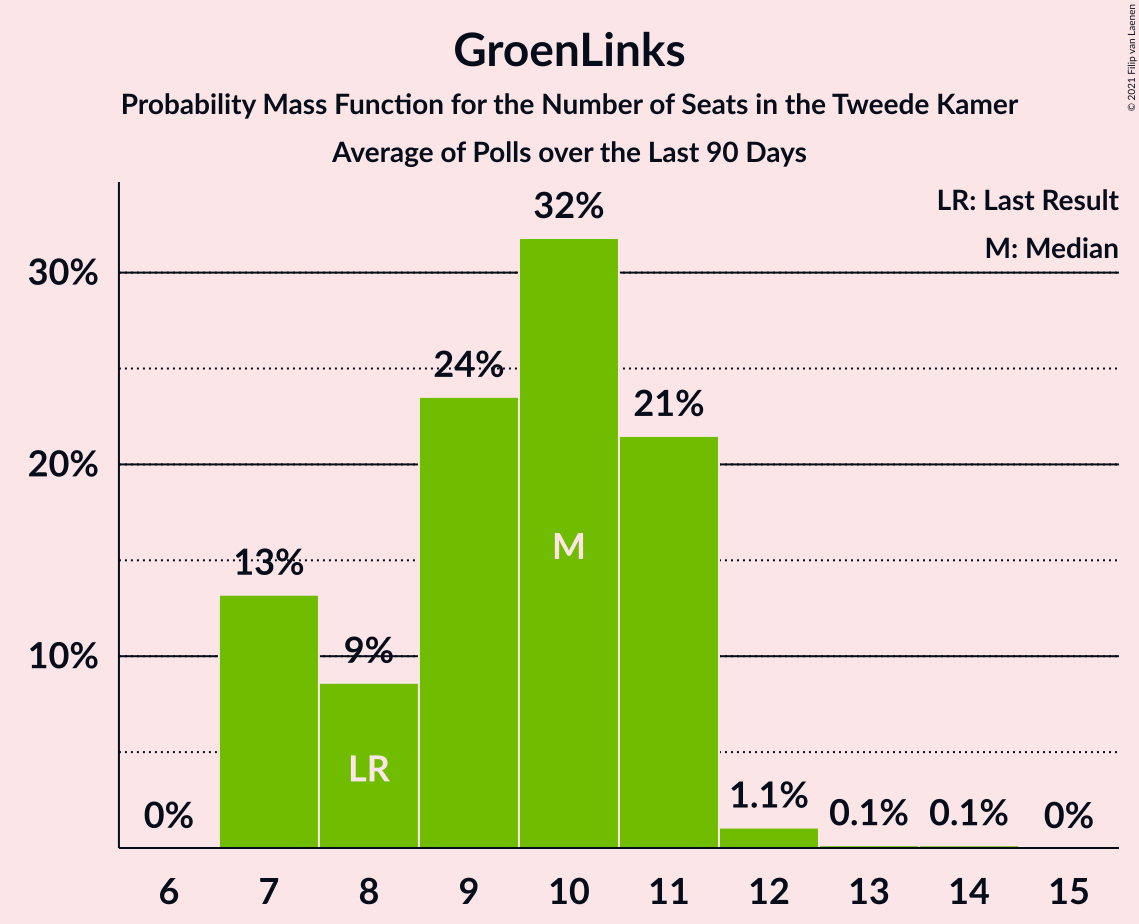 GroenLinks
Probability Mass Function for the Number of Seats in the Tweede Kamer
Average of Polls over the Last 90 Days
© 2021 Filip van Laenen
LR: Last Result
M: Median
32%
30%
24%
21%
20%
M
13%
10%
9%
LR
0%
1.1%
0.1%
0.1%
0%
6 7 8 9 10 11 12 13 14 15